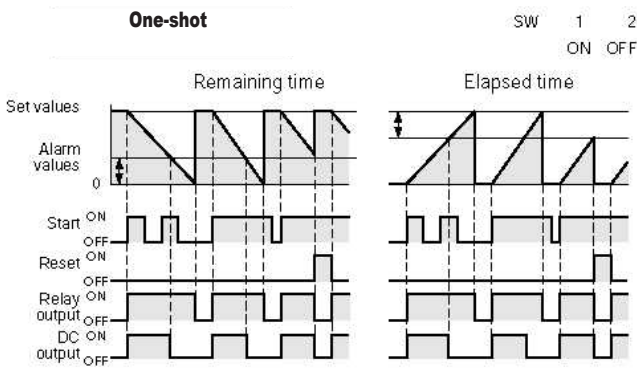 One-shot
SW 1 2
ON OFF
Remaining time
Elapsed time
Set values
Alarm
values
0
Start ON
OFF
Reset ON
OFF
Relay ON
output OFF
DC ON
output OFF